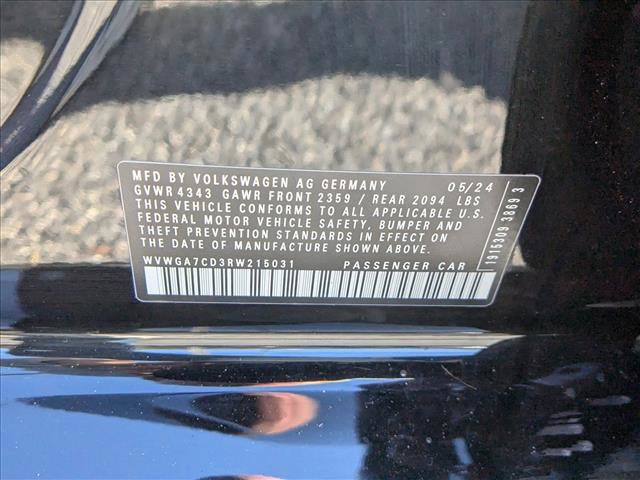 MFD BY VOLKSWAGEN AG GERMANY 05/24
GVWR 4343 GAWR FRONT 2359 / REAR 2094 LBS
THIS VEHICLE CONFORMS TO ALL APPLICABLE U.S.
FEDERAL MOTOR VEHICLE SAFETY, BUMPER AND
THEFT PREVENTION STANDARDS IN EFFECT ON
THE DATE OF MANUFACTURE SHOWN ABOVE.
WVWGA7CD3RW215031 PASSENGER CAR
1915309 3869 3